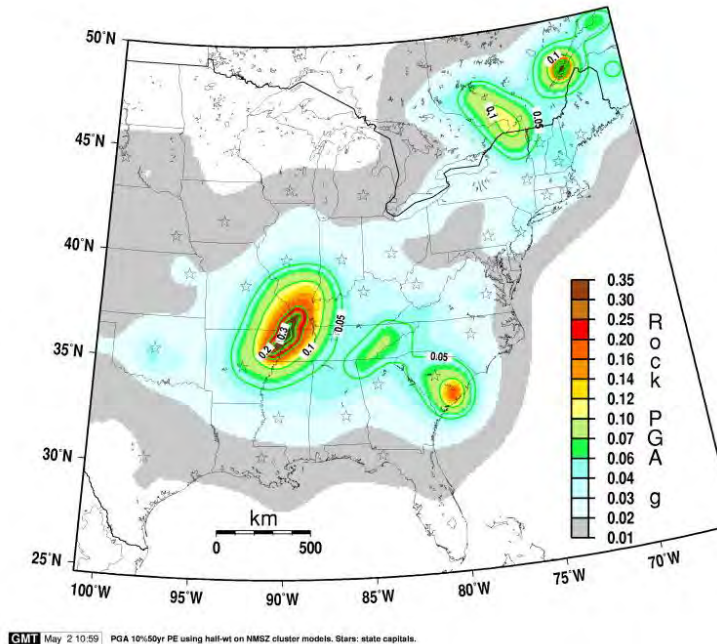 50°N
45°N
40°N
35°N
30°N
25°N
100°W
95°W
90°W
85°W
80°W
75°W
70°W
0.1
0.05
0.1
0.05
0.3
0.2
0.1
0.05
km
0 500
0.35
0.30
0.25
0.20
0.16
0.14
0.12
0.10
0.07
0.06
0.04
0.03
0.02
0.01
Rock PGA g
GMT May 2 10:59 PGA 10%50yr PE using half-wt on NMSZ cluster models. Stars: state capitals.